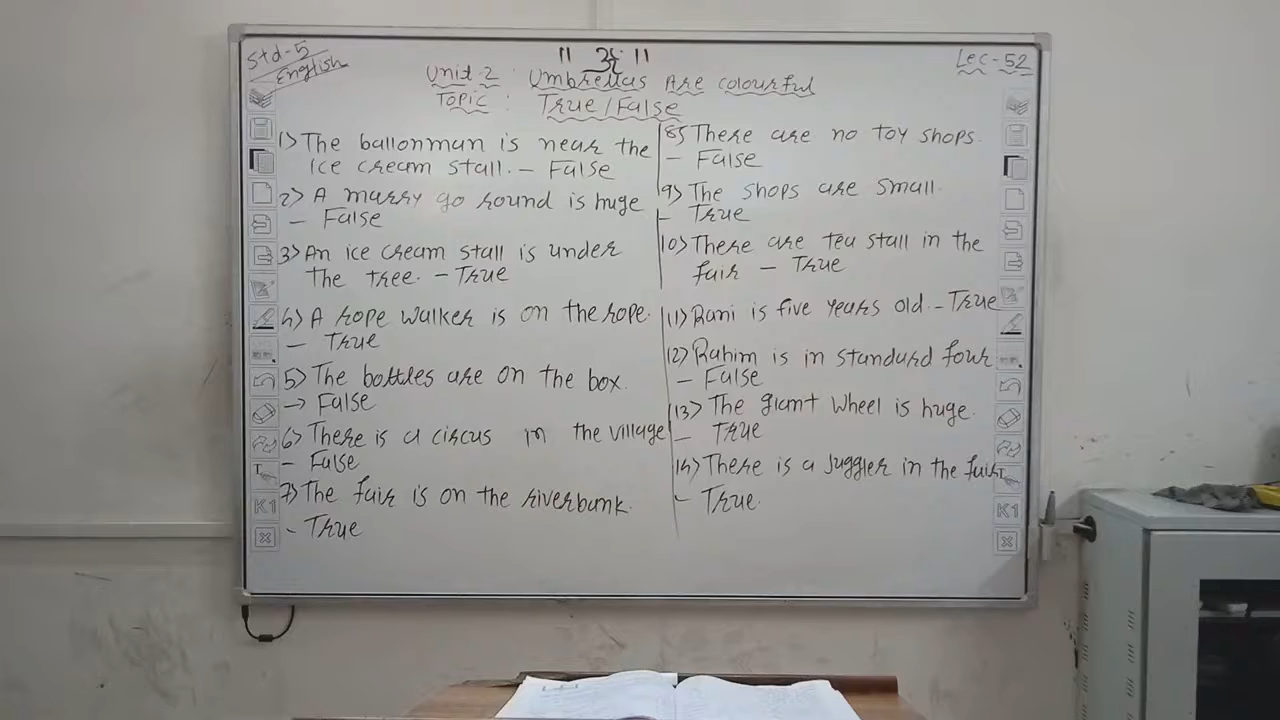 Std-5
English
" ૐ "
Lec-52
Unit-2 : Umbrellas Are colourful
Topic : True/False
1) The ballonman is near the
Ice cream stall. - False
2) A marry go round is huge
- False
3) An ice cream stall is under
the tree. - True
4) A rope walker is on the rope.
- True
5) The bottles are on the box.
→ False
6) There is a circus in the village
- False
7) The fair is on the riverbank.
- True
8) There are no toy shops.
- False
9) The shops are small.
- True
10) There are tea stall in the
fair - True
11) Rani is five years old. - True
12) Rahim is in standard four
- False
13) The giant wheel is huge.
- True
14) There is a juggler in the fair.
- True.
T
K1
T
K1